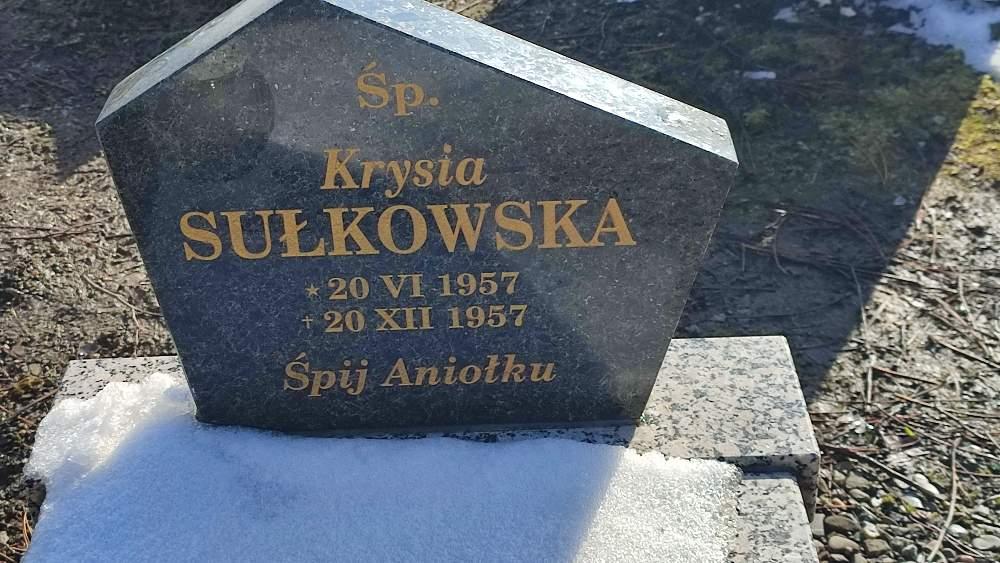 Śp.
Krysia
SUŁKOWSKA
* 20 VI 1957
† 20 XII 1957
Śpij Aniołku